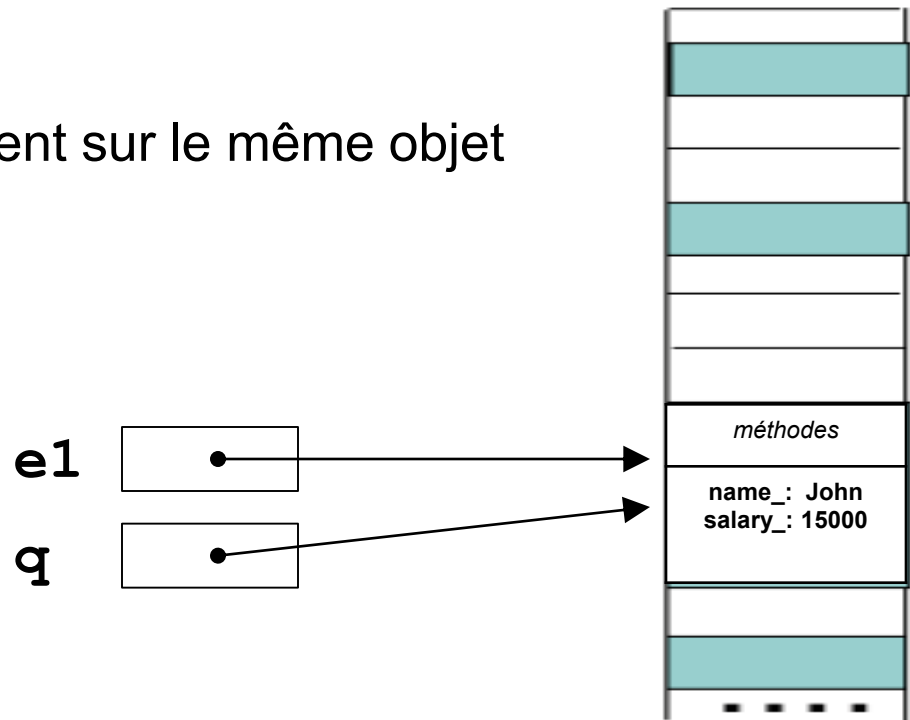 ent sur le même objet
méthodes
e1
name_: John
salary_: 15000
q